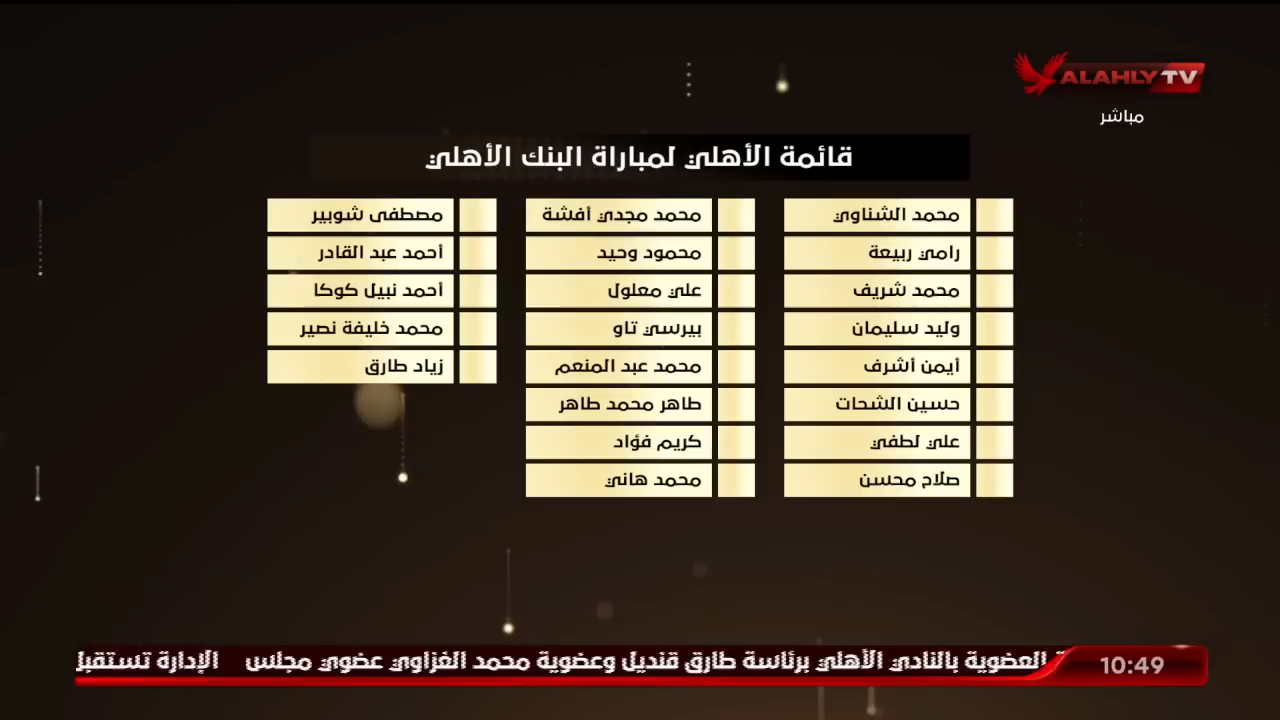 ALAHLY TV
مباشر
قائمة الأهلي لمباراة البنك الأهلي
محمد الشناوي
رامي ربيعة
محمد شريف
وليد سليمان
أيمن أشرف
حسين الشحات
علي لطفي
صلاح محسن
محمد مجدي أفشة
محمود وحيد
علي معلول
بيرسي تاو
محمد عبد المنعم
طاهر محمد طاهر
كريم فؤاد
محمد هاني
مصطفى شوبير
أحمد عبد القادر
أحمد نبيل كوكا
محمد خليفة نصير
زياد طارق
العضوية بالنادي الأهلي برئاسة طارق قنديل وعضوية محمد الغزاوي عضوي مجلس الإدارة تستقبل
10:49